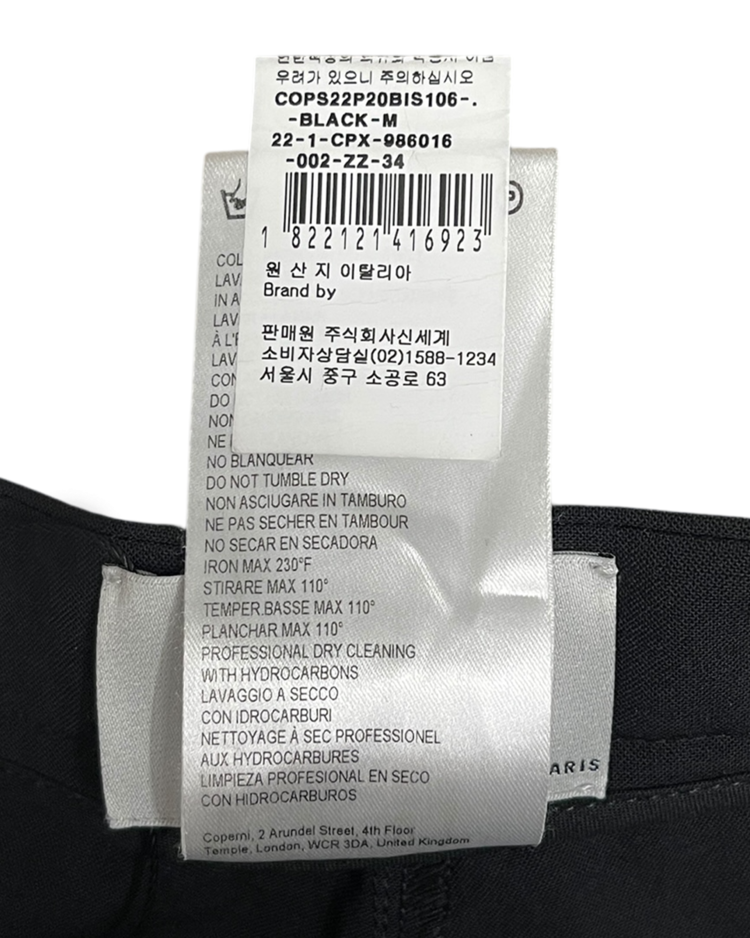 우려가 있으니 주의하십시오
COPS22P20BIS106-.
-BLACK-M
22-1-CPX-986016
-002-ZZ-34
1 822121 416923
원 산 지 이탈리아
Brand by
판매원 주식회사신세계
소비자상담실(02)1588-1234
서울시 중구 소공로 63
COL
LAV
IN A
LAV
À L'
LAV
CON
DO
NON
NE
NO BLANQUEAR
DO NOT TUMBLE DRY
NON ASCIUGARE IN TAMBURO
NE PAS SECHER EN TAMBOUR
NO SECAR EN SECADORA
IRON MAX 230°F
STIRARE MAX 110°
TEMPER.BASSE MAX 110°
PLANCHAR MAX 110°
PROFESSIONAL DRY CLEANING
WITH HYDROCARBONS
LAVAGGIO A SECCO
CON IDROCARBURI
NETTOYAGE À SEC PROFESSIONEL
AUX HYDROCARBURES
LIMPIEZA PROFESIONAL EN SECO
CON HIDROCARBUROS
ARIS
Coperni, 2 Arundel Street, 4th Floor
Temple, London, WCR 3DA, United Kingdom